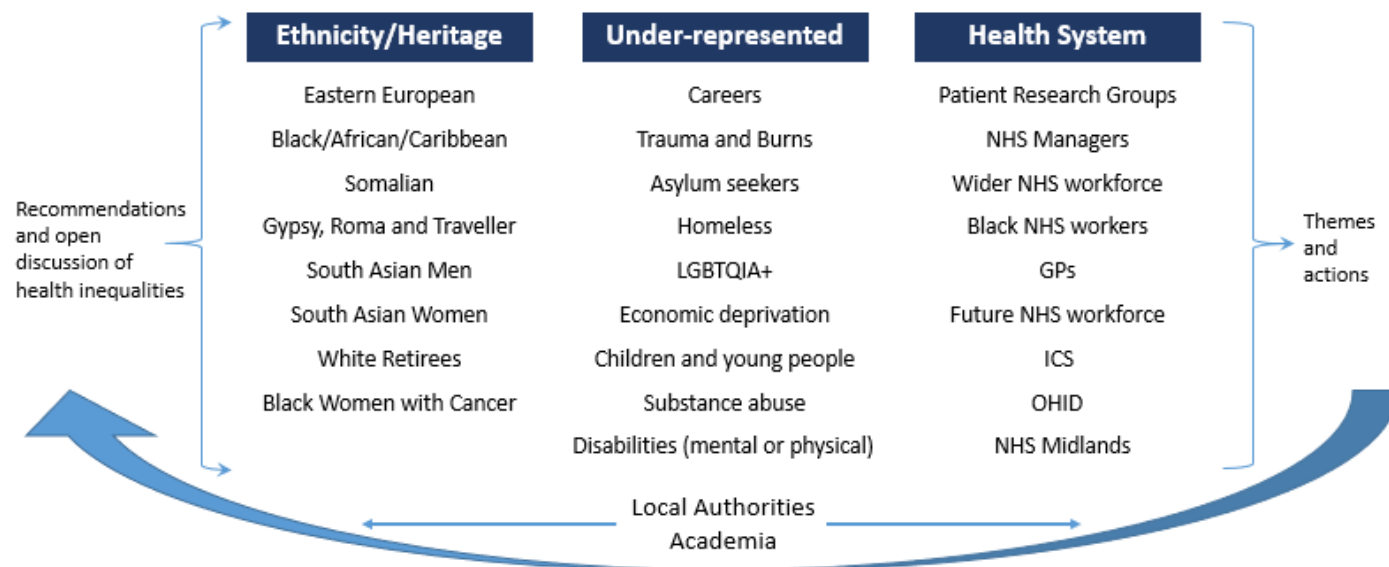 Ethnicity/Heritage
Eastern European
Black/African/Caribbean
Somalian
Gypsy, Roma and Traveller
South Asian Men
South Asian Women
White Retirees
Black Women with Cancer
Under-represented
Careers
Trauma and Burns
Asylum seekers
Homeless
LGBTQIA+
Economic deprivation
Children and young people
Substance abuse
Disabilities (mental or physical)
Health System
Patient Research Groups
NHS Managers
Wider NHS workforce
Black NHS workers
GPs
Future NHS workforce
ICS
OHID
NHS Midlands
Recommendations
and open
discussion of
health inequalities
Themes
and
actions
Local Authorities
Academia